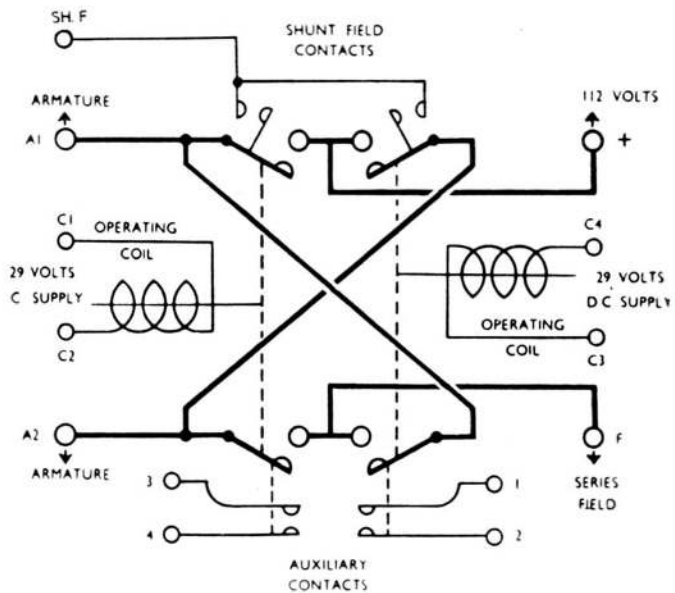 SH. F
SHUNT FIELD
CONTACTS
ARMATURE
112 VOLTS
A1
+
C1
OPERATING
COIL
29 VOLTS
C SUPPLY
C2
C4
29 VOLTS
D C SUPPLY
OPERATING
COIL
C3
A2
F
ARMATURE
SERIES
FIELD
3
1
4
2
AUXILIARY
CONTACTS